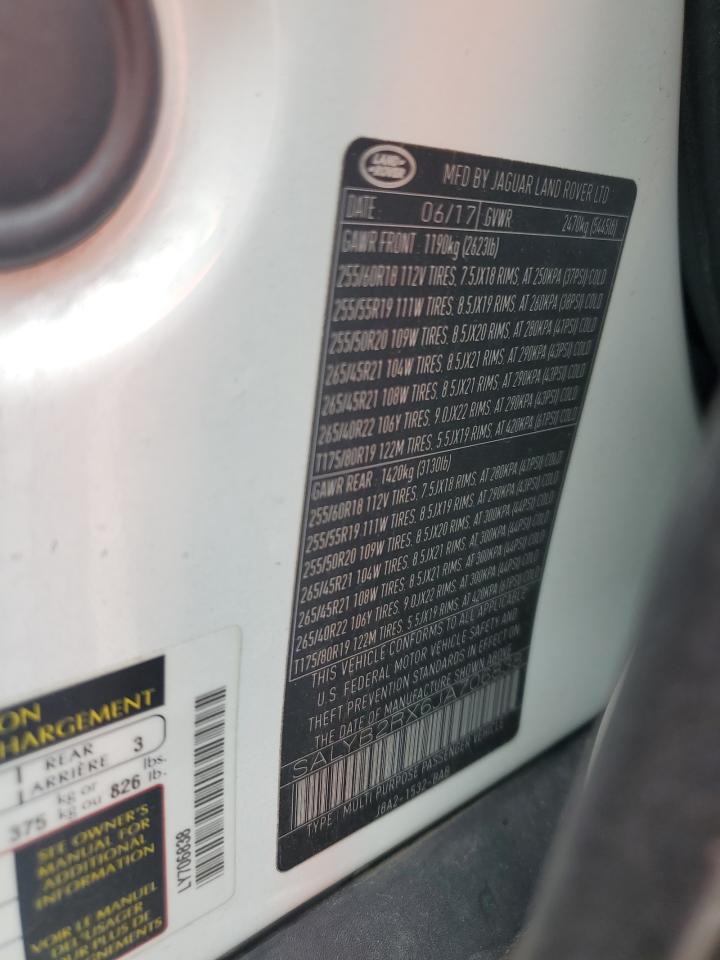 LAND ROVER
MFD BY JAGUAR LAND ROVER LTD
DATE: 06/17 GVWR 2470kg (5445lb)
GAWR FRONT: 1190kg (2623lb)
255/60R18 112V TIRES, 7.5JX18 RIMS, AT 250KPA (37PSI) COLD
255/55R19 111W TIRES, 8.5JX19 RIMS, AT 260KPA (38PSI) COLD
255/50R20 109W TIRES, 8.5JX20 RIMS, AT 280KPA (41PSI) COLD
265/45R21 104W TIRES, 8.5JX21 RIMS, AT 290KPA (43PSI) COLD
265/45R21 108W TIRES, 8.5JX21 RIMS, AT 290KPA (43PSI) COLD
265/40R22 106Y TIRES, 9.0JX22 RIMS, AT 290KPA (43PSI) COLD
T175/80R19 122M TIRES, 5.5JX19 RIMS, AT 420KPA (61PSI) COLD
GAWR REAR: 1420kg (3130lb)
255/60R18 112V TIRES, 7.5JX18 RIMS, AT 280KPA (41PSI) COLD
255/55R19 111W TIRES, 8.5JX19 RIMS, AT 290KPA (43PSI) COLD
255/50R20 109W TIRES, 8.5JX20 RIMS, AT 300KPA (44PSI) COLD
265/45R21 104W TIRES, 8.5JX21 RIMS, AT 300KPA (44PSI) COLD
265/45R21 108W TIRES, 8.5JX21 RIMS, AT 300KPA (44PSI) COLD
265/40R22 106Y TIRES, 9.0JX22 RIMS, AT 300KPA (44PSI) COLD
T175/80R19 122M TIRES, 5.5JX19 RIMS, AT 420KPA (61PSI) COLD
THIS VEHICLE CONFORMS TO ALL APPLICABLE
U.S. FEDERAL MOTOR VEHICLE SAFETY AND
THEFT PREVENTION STANDARDS IN EFFECT ON
THE DATE OF MANUFACTURE SHOWN ABOVE
TYPE: MULTI PURPOSE PASSENGER VEHICLE
J8A2-1532-BAB
ON
CHARGEMENT
REAR
ARRIÈRE 3
375 kg or kg ou 826 lbs. lb.
SEE OWNER'S
MANUAL FOR
ADDITIONAL
INFORMATION
VOIR LE MANUEL
DE L'USAGER
POUR PLUS DE
LY706838